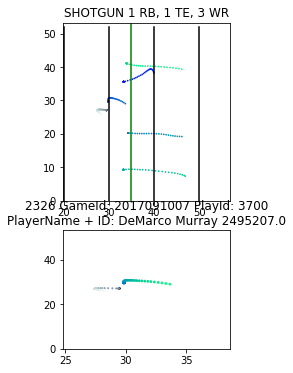 SHOTGUN 1 RB, 1 TE, 3 WR
50
40
30
20
10
0
20 30 40 50
2326 GameId: 2017091007 PlayId: 3700
PlayerName + ID: DeMarco Murray 2495207.0
40
20
0
25 30 35